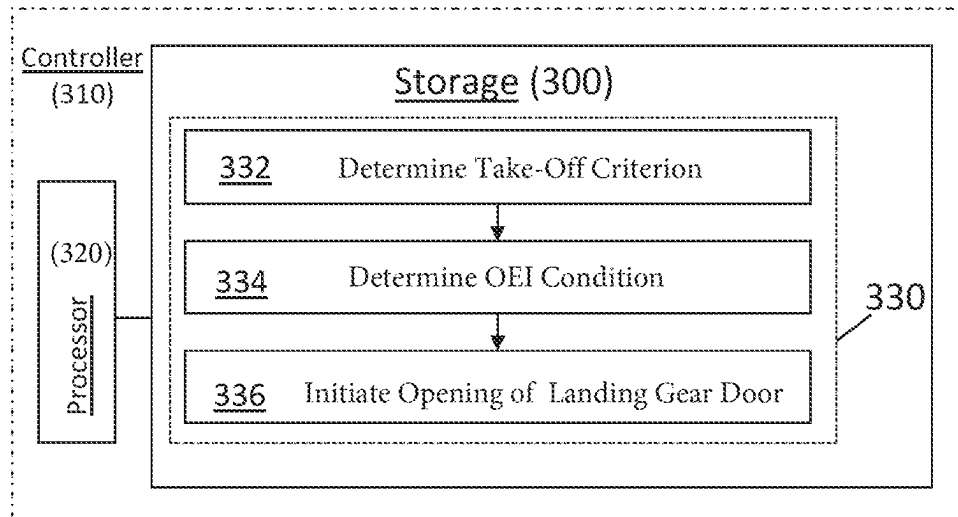 Controller
(310)
Storage (300)
332 Determine Take-Off Criterion
334 Determine OEI Condition
336 Initiate Opening of Landing Gear Door
(320)
Processor
330